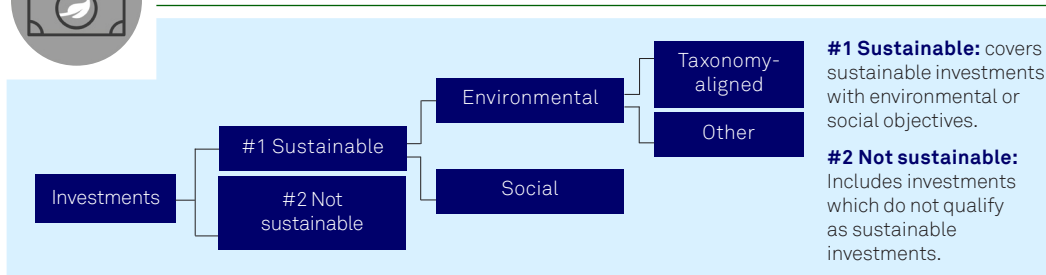 Investments
#1 Sustainable
#2 Not
sustainable
Environmental
Social
Taxonomy-
aligned
Other
#1 Sustainable: covers
sustainable investments
with environmental or
social objectives.
#2 Not sustainable:
Includes investments
which do not qualify
as sustainable
investments.